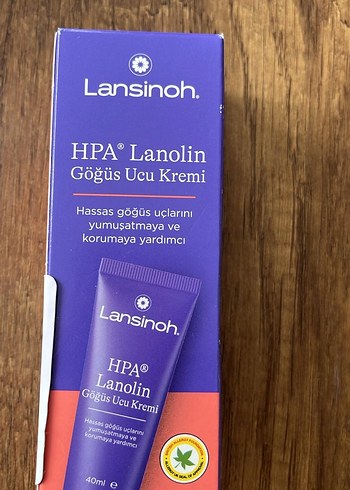 Lansinoh®
HPA® Lanolin
Göğüs Ucu Kremi
Hassas göğüs uçlarını
yumuşatmaya ve
korumaya yardımcı
Lansinoh®
HPA®
Lanolin
Göğüs Ucu Kremi
Hassas göğüs uçlarını
yumuşatmaya ve
korumaya yardımcı
40ml e